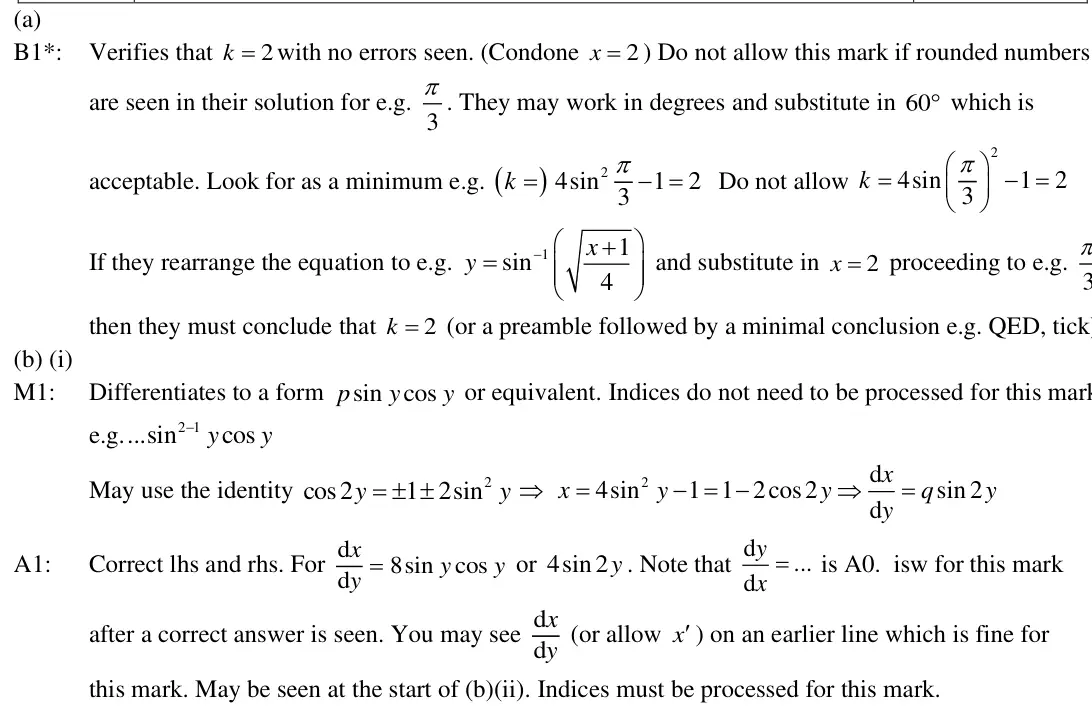 (a)
B1*: Verifies that k = 2 with no errors seen. (Condone x = 2 ) Do not allow this mark if rounded numbers
are seen in their solution for e.g. π/3 . They may work in degrees and substitute in 60° which is
acceptable. Look for as a minimum e.g. (k =) 4sin² π/3 −1 = 2 Do not allow k = 4sin(π/3)² −1 = 2
If they rearrange the equation to e.g. y = sin⁻¹(√((x+1)/4)) and substitute in x = 2 proceeding to e.g. π/3
then they must conclude that k = 2 (or a preamble followed by a minimal conclusion e.g. QED, tick)
(b) (i)
M1: Differentiates to a form p sin y cos y or equivalent. Indices do not need to be processed for this mark
e.g. ...sin²⁻¹ y cos y
May use the identity cos 2y = ±1 ± 2sin² y ⇒ x = 4sin² y −1 = 1 − 2cos 2y ⇒ dx/dy = q sin 2y
A1: Correct lhs and rhs. For dx/dy = 8sin y cos y or 4sin 2y . Note that dy/dx = ... is A0. isw for this mark
after a correct answer is seen. You may see dx/dy (or allow x′ ) on an earlier line which is fine for
this mark. May be seen at the start of (b)(ii). Indices must be processed for this mark.